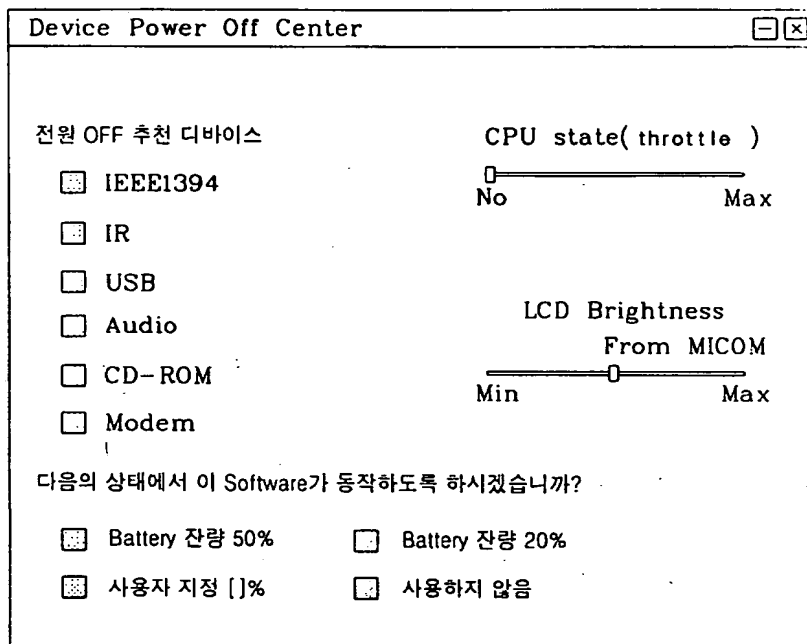 Device Power Off Center
전원 OFF 추천 디바이스
IEEE1394
IR
USB
Audio
CD-ROM
Modem
CPU state( throttle )
No Max
LCD Brightness
From MICOM
Min Max
다음의 상태에서 이 Software가 동작하도록 하시겠습니까?
Battery 잔량 50% Battery 잔량 20%
사용자 지정 [ ]% 사용하지 않음